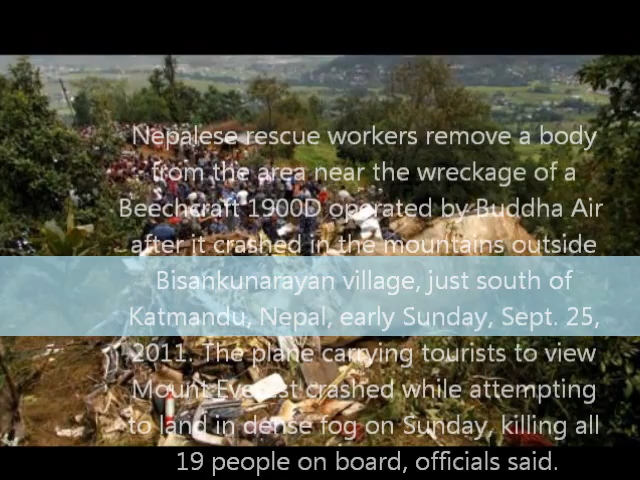 Nepalese rescue workers remove a body
from the area near the wreckage of a
Beechcraft 1900D operated by Buddha Air
after it crashed in the mountains outside
Bisankunarayan village, just south of
Katmandu, Nepal, early Sunday, Sept. 25,
2011. The plane carrying tourists to view
Mount Everest crashed while attempting
to land in dense fog on Sunday, killing all
19 people on board, officials said.